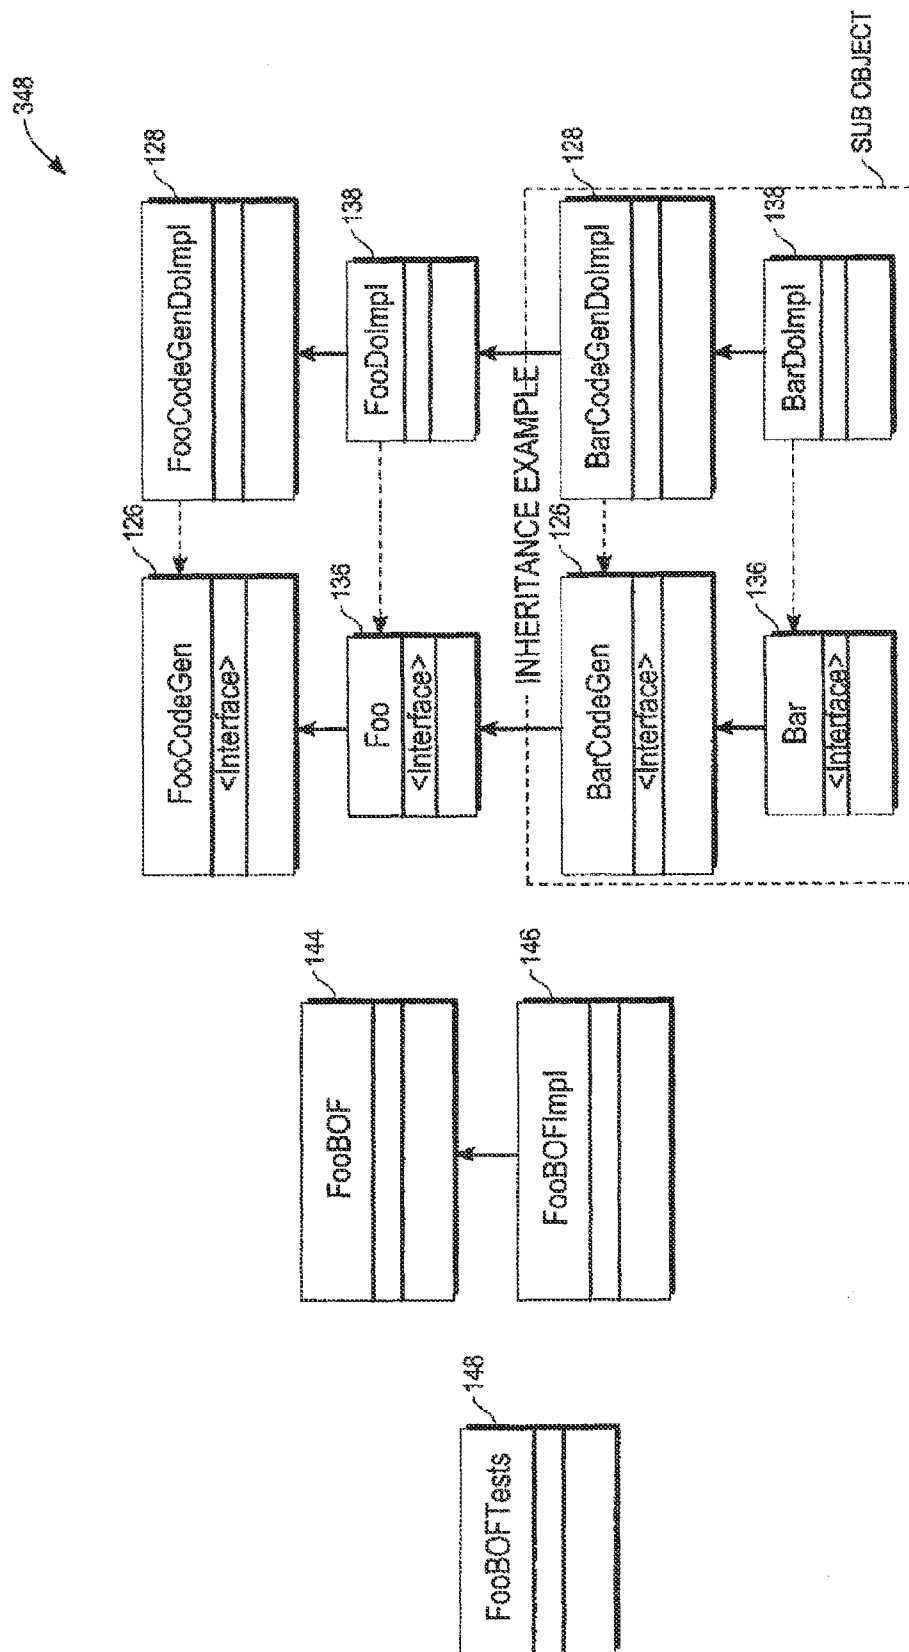 348
FooCodeGen
<Interface>
126
FooCodeGenDoImpl
128
FooBOF
144
Foo
<Interface>
136
FooDoImpl
138
FooBOFTests
148
FooBOFImpl
146
INHERITANCE EXAMPLE
BarCodeGen
<Interface>
126
BarCodeGenDoImpl
128
Bar
<Interface>
136
BarDoImpl
138
SUB OBJECT